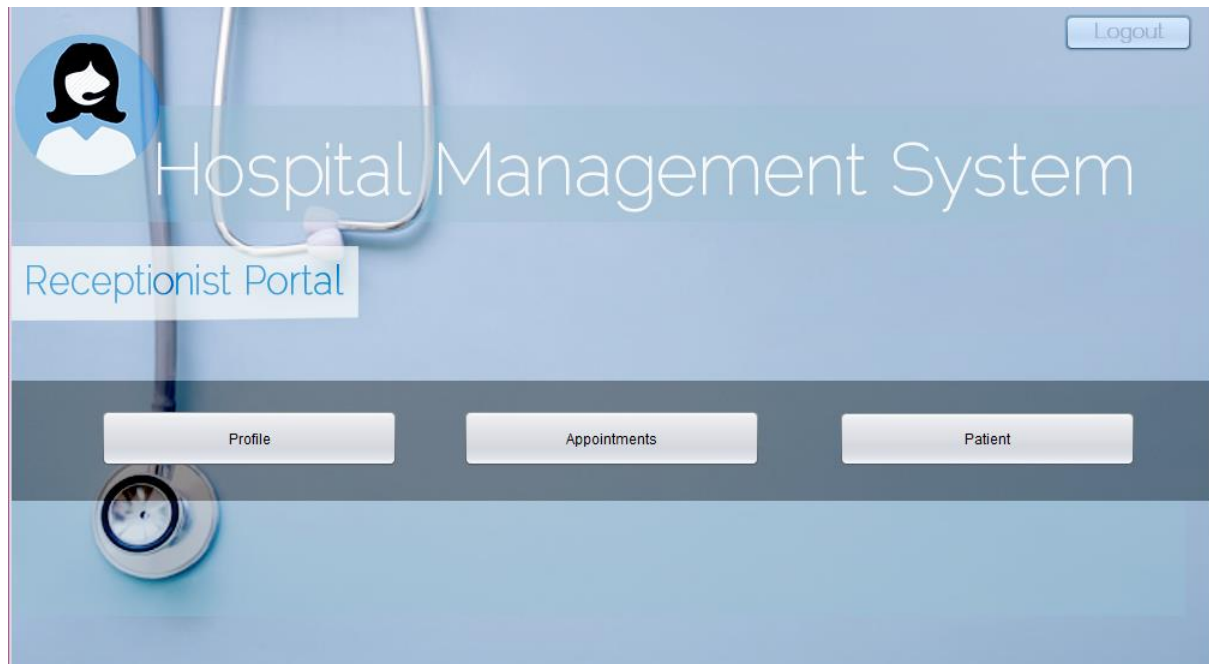 Logout
Hospital Management System
Receptionist Portal
Profile
Appointments
Patient